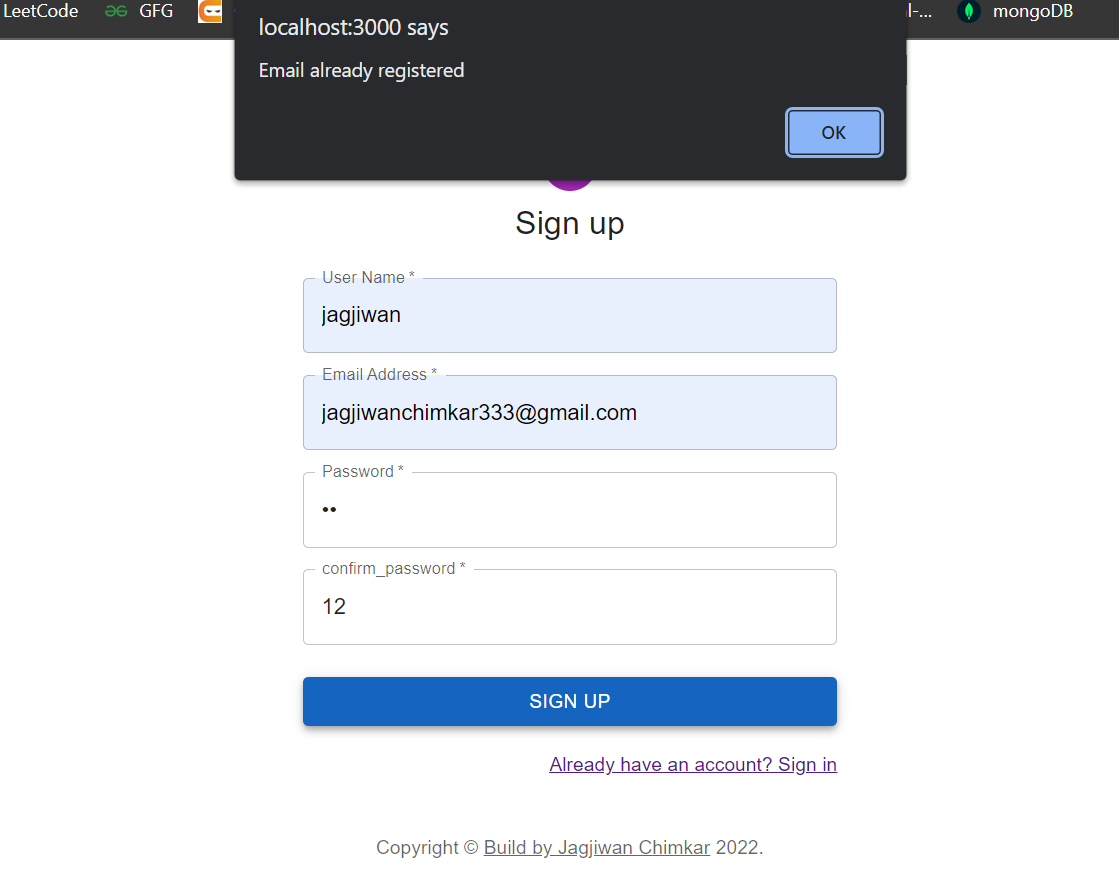 LeetCode GFG l-... mongoDB
localhost:3000 says
Email already registered
OK
Sign up
User Name *
jagjiwan
Email Address *
jagjiwanchimkar333@gmail.com
Password *
••
confirm_password *
12
SIGN UP
Already have an account? Sign in
Copyright © Build by Jagjiwan Chimkar 2022.